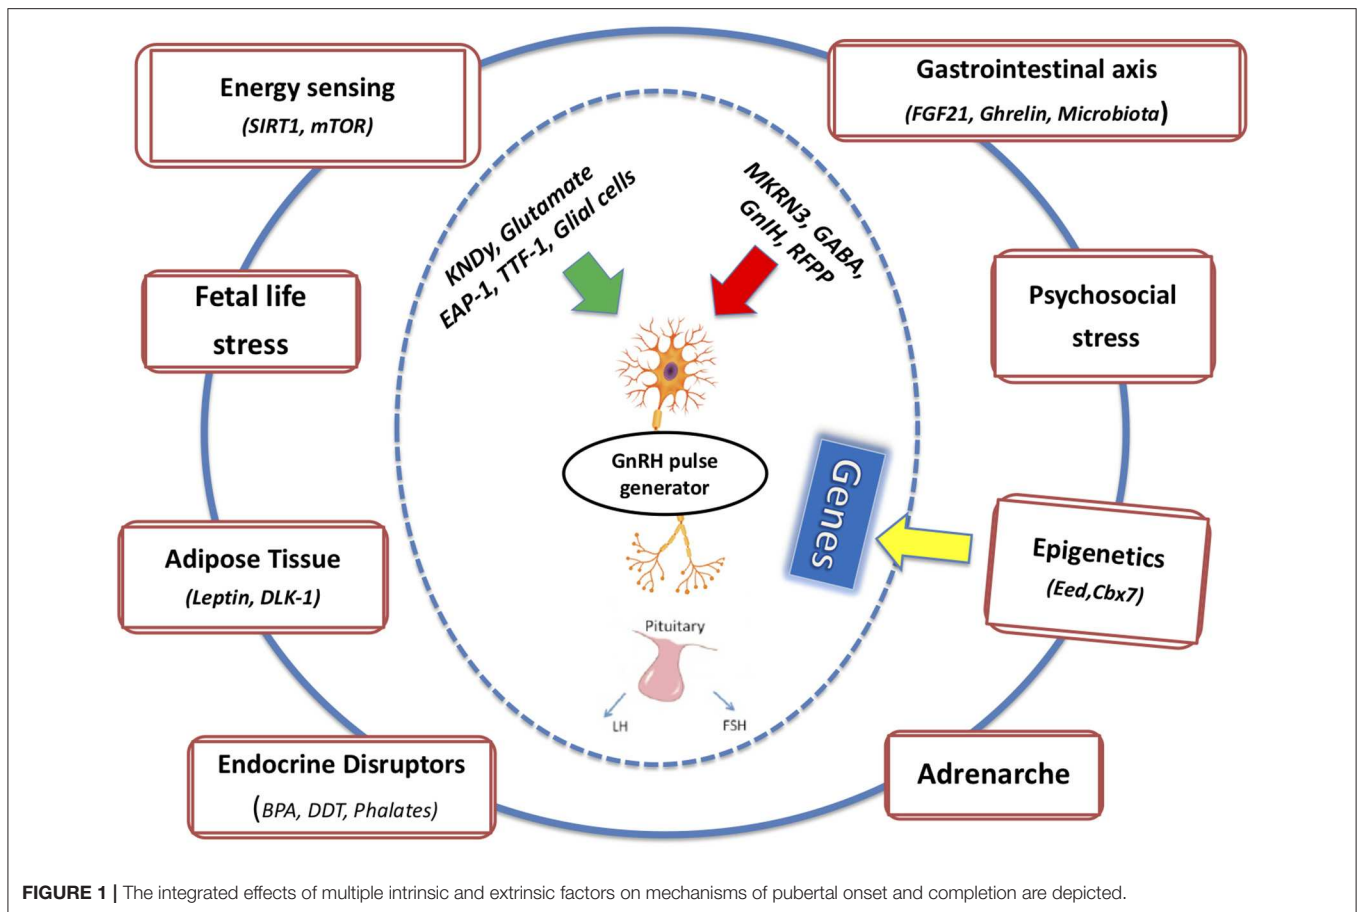 Energy sensing
(SIRT1, mTOR)
Gastrointestinal axis
(FGF21, Ghrelin, Microbiota)
KNDy, Glutamate
EAP-1, TTF-1, Glial cells
MKRN3, GABA,
GnIH, RFPP
Fetal life
stress
Psychosocial
stress
GnRH pulse
generator
Genes
Adipose Tissue
(Leptin, DLK-1)
Epigenetics
(Eed,Cbx7)
Pituitary
LH
FSH
Endocrine Disruptors
(BPA, DDT, Phalates)
Adrenarche
FIGURE 1 | The integrated effects of multiple intrinsic and extrinsic factors on mechanisms of pubertal onset and completion are depicted.